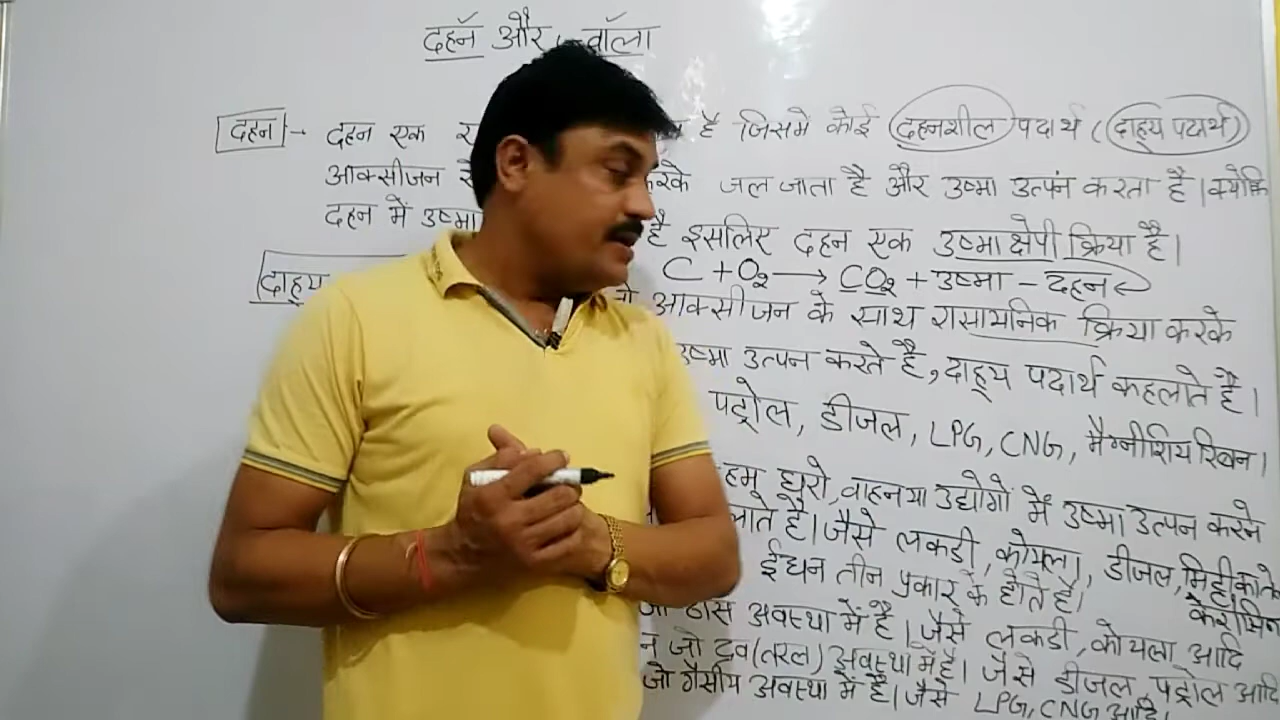 दहन और ज्वाला
दहन → दहन एक है जिसमे कोई दहनशील पदार्थ (दाह्य पदार्थ)
आक्सीजन करके जल जाता है और उष्मा उत्पन करता है। क्योकि
दहन में उष्मा है इसलिए दहन एक उष्माक्षेपी क्रिया है।
C + O₂ → CO₂ + उष्मा - दहन
दाह्य जो आक्सीजन के साथ रासायनिक क्रिया करके
उष्मा उत्पन करते है, दाह्य पदार्थ कहलाते है।
पट्रोल, डीजल, LPG, CNG, मैग्नीशिय रिबन।
हम घरो, वाहन या उद्योगों में उष्मा उत्पन करने
है। जैसे लकडी, कोयला, डीजल, मिट्टी का तेल
केरोसिन
ईधन तीन प्रकार के होते है।
जो ठोस अवस्था में है। जैसे लकडी, कोयला आदि
न जो द्रव (तरल) अवस्था में है। जैसे डीजल, पट्रोल आदि
जो गैसीय अवस्था में है। जैसे LPG, CNG आदि।